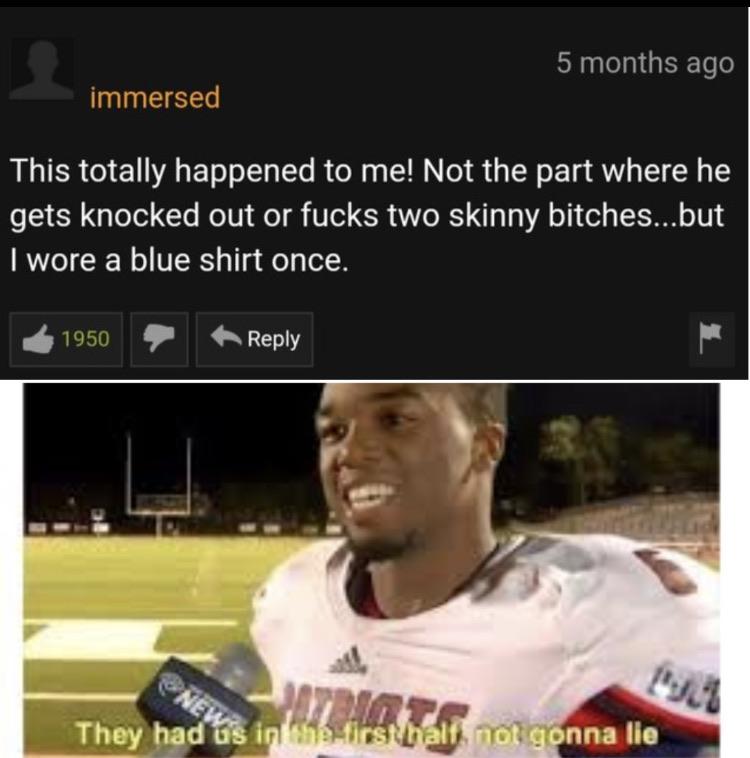 5 months ago
immersed
This totally happened to me! Not the part where he
gets knocked out or fucks two skinny bitches...but
I wore a blue shirt once.
1950
Reply
NEWS
PATRIOTS
They had us in the first half, not gonna lie